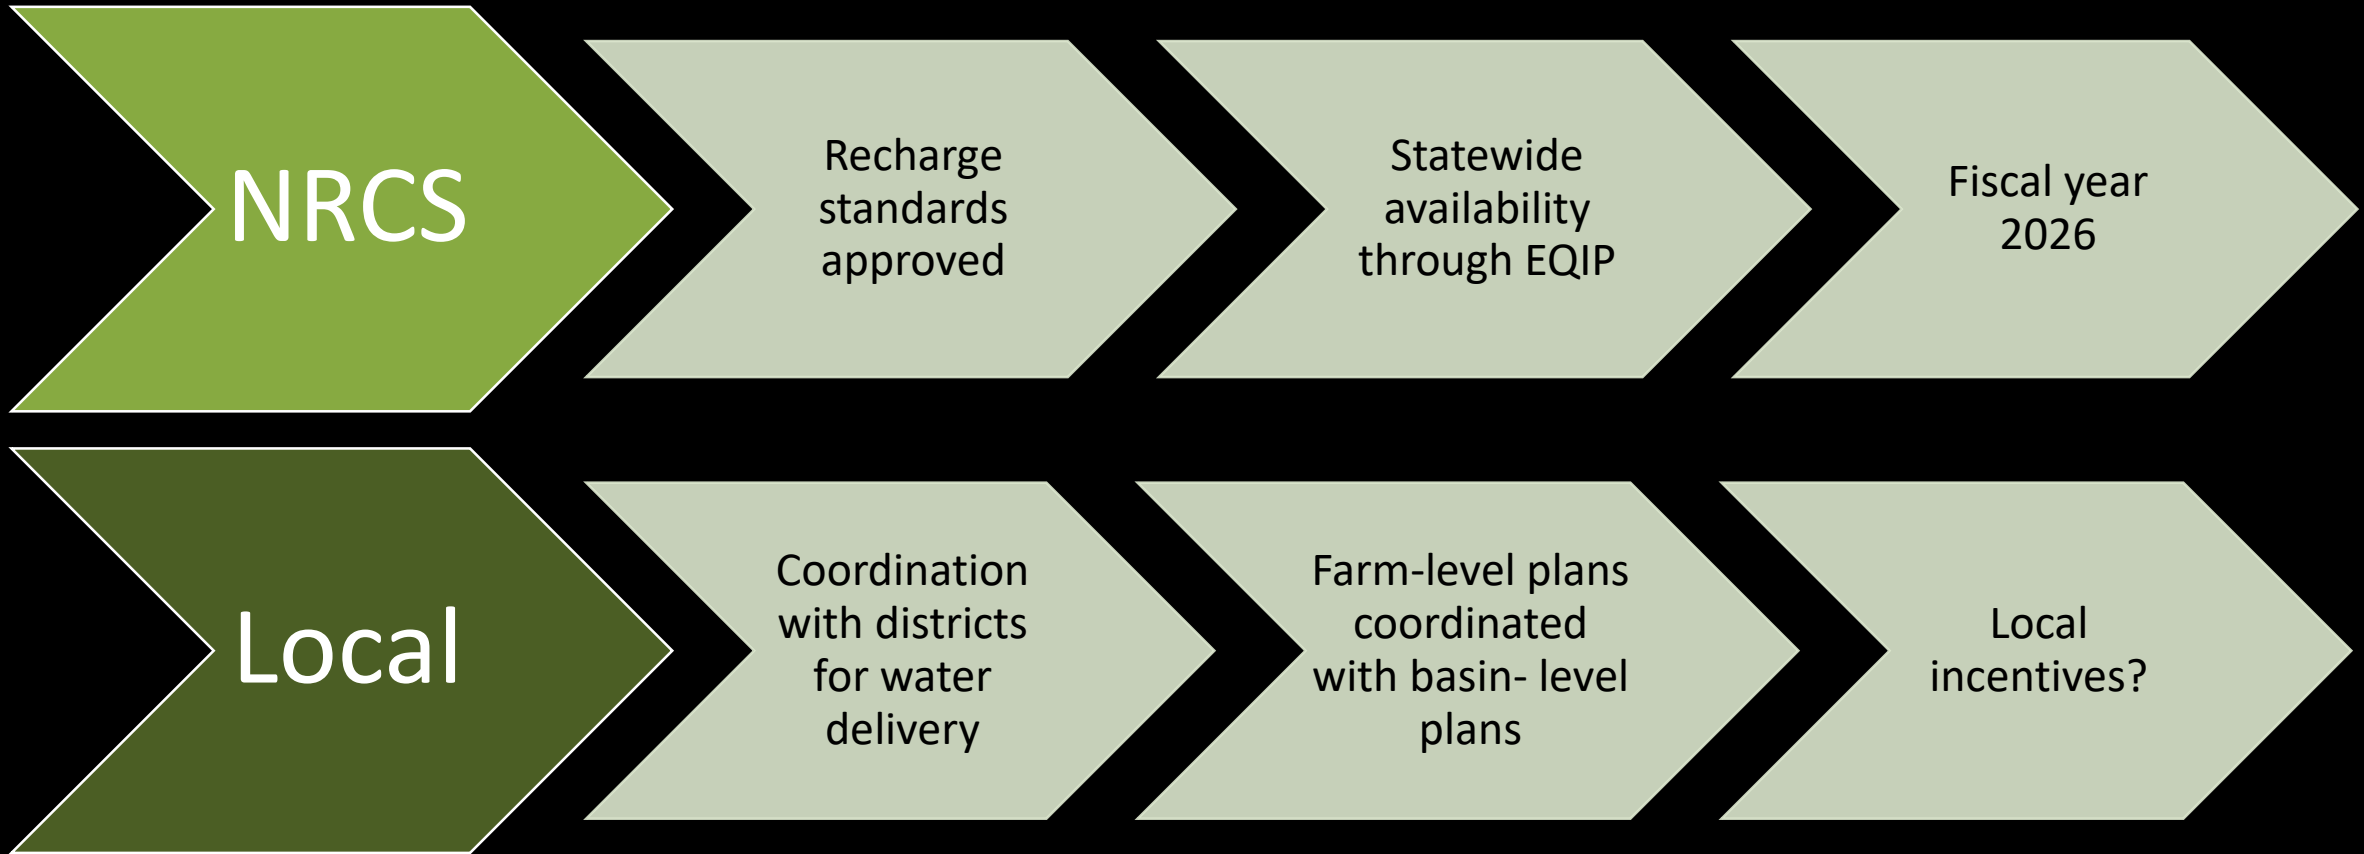 NRCS
Recharge
standards
approved
Statewide
availability
through EQIP
Fiscal year
2026
Local
Coordination
with districts
for water
delivery
Farm-level plans
coordinated
with basin- level
plans
Local
incentives?